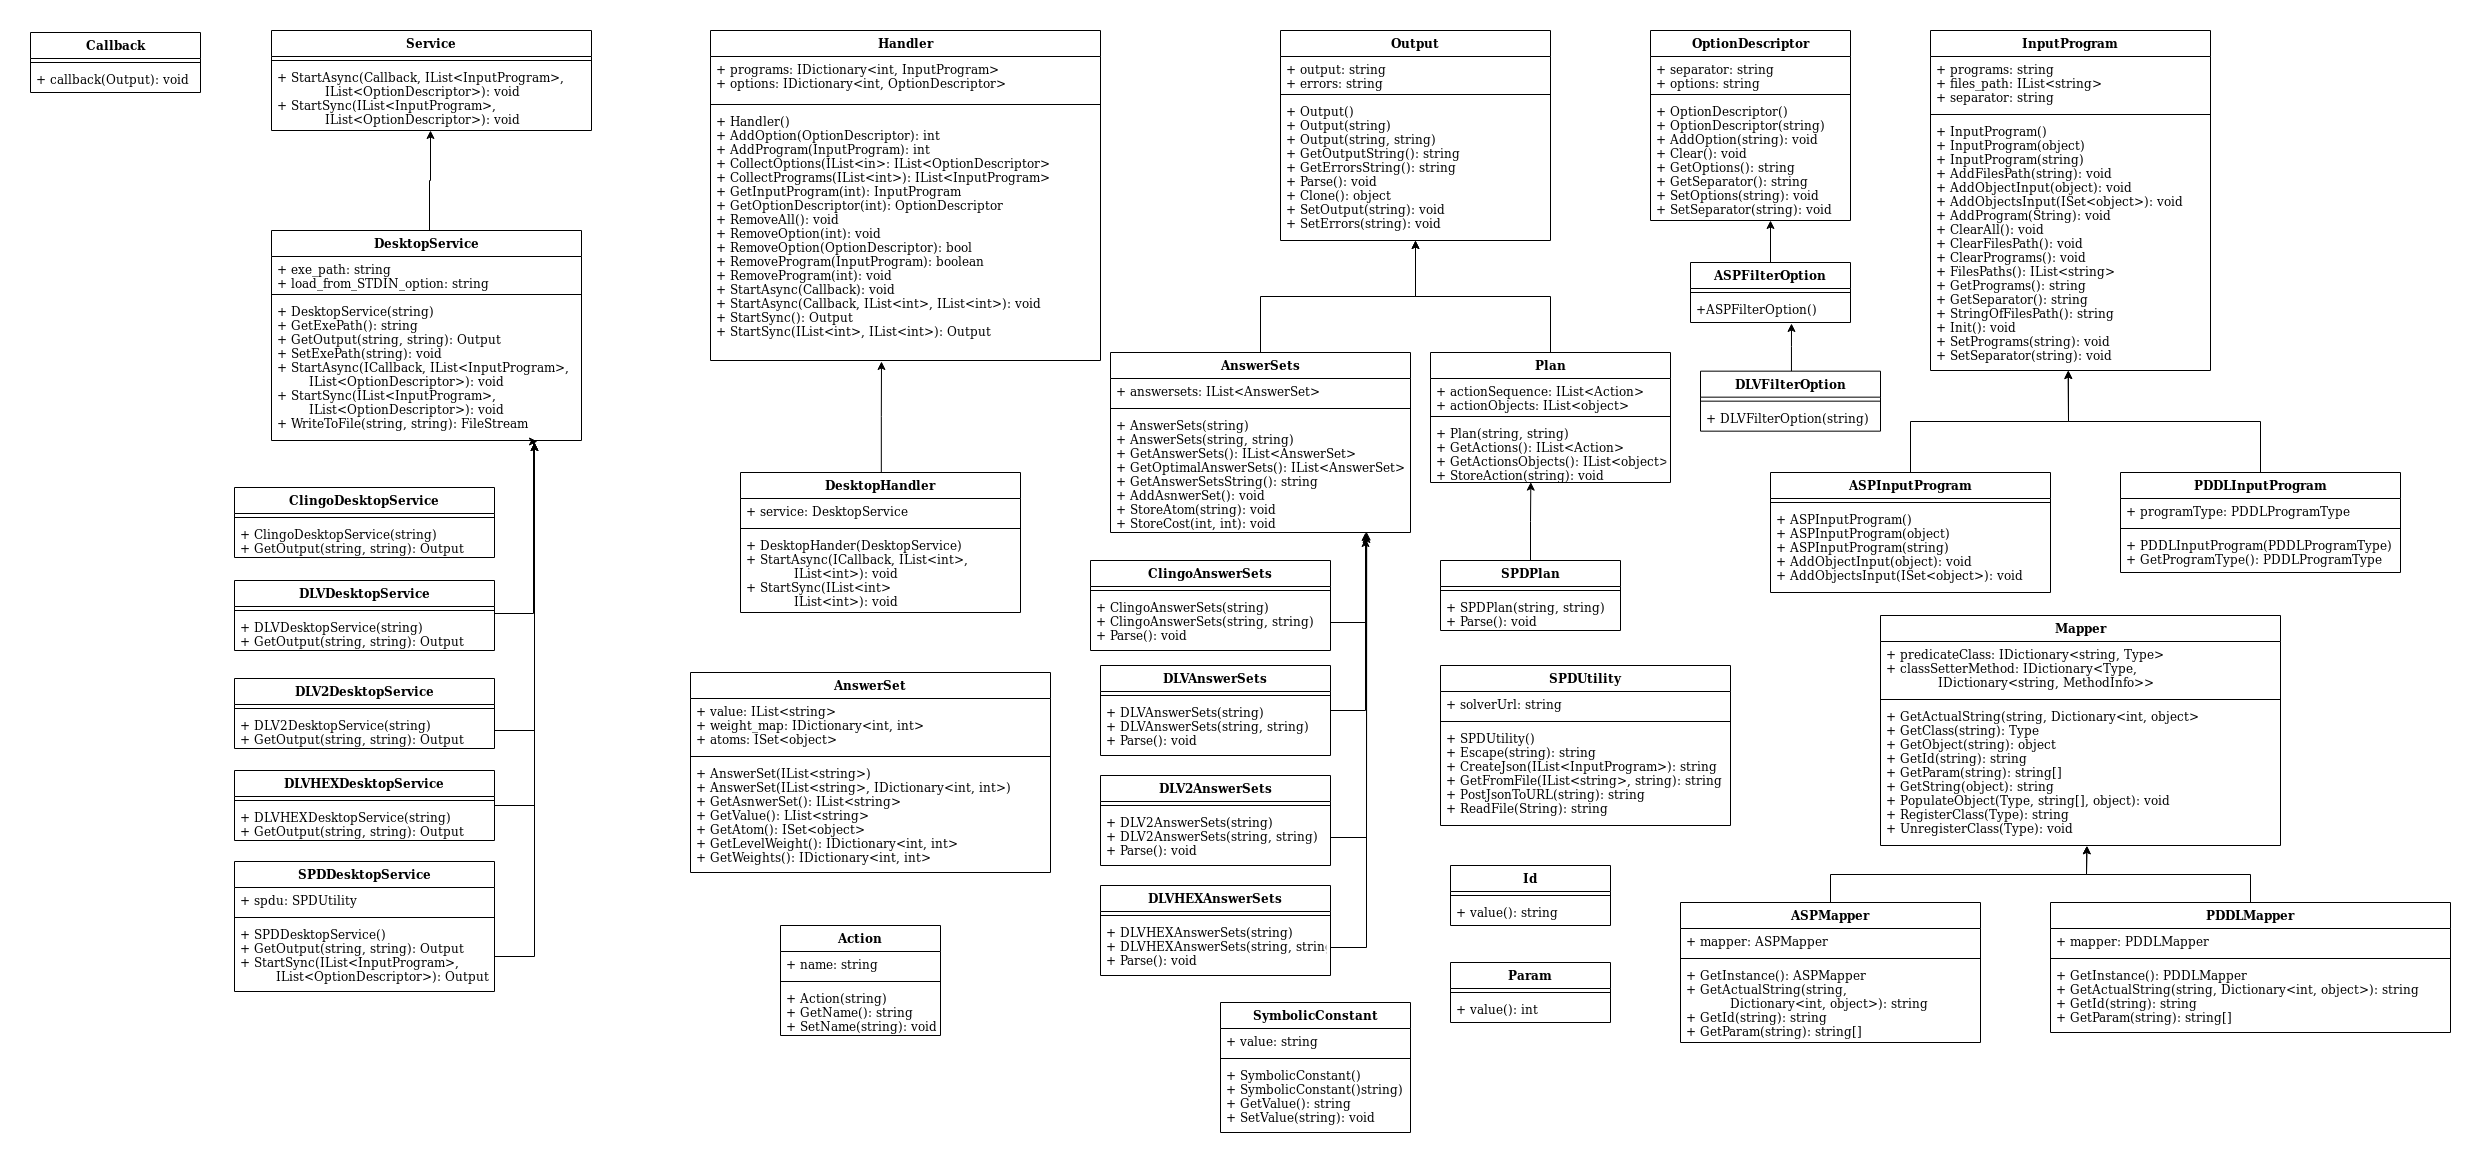 Callback
+ callback(Output): void
Service
+ StartAsync(Callback, IList<InputProgram>,
IList<OptionDescriptor>): void
+ StartSync(IList<InputProgram>,
IList<OptionDescriptor>): void
DesktopService
+ exe_path: string
+ load_from_STDIN_option: string
+ DesktopService(string)
+ GetExePath(): string
+ GetOutput(string, string): Output
+ SetExePath(string): void
+ StartAsync(ICallback, IList<InputProgram>,
IList<OptionDescriptor>): void
+ StartSync(IList<InputProgram>,
IList<OptionDescriptor>): void
+ WriteToFile(string, string): FileStream
ClingoDesktopService
+ ClingoDesktopService(string)
+ GetOutput(string, string): Output
DLVDesktopService
+ DLVDesktopService(string)
+ GetOutput(string, string): Output
DLV2DesktopService
+ DLV2DesktopService(string)
+ GetOutput(string, string): Output
DLVHEXDesktopService
+ DLVHEXDesktopService(string)
+ GetOutput(string, string): Output
SPDDesktopService
+ spdu: SPDUtility
+ SPDDesktopService()
+ GetOutput(string, string): Output
+ StartSync(IList<InputProgram>,
IList<OptionDescriptor>): Output
Handler
+ programs: IDictionary<int, InputProgram>
+ options: IDictionary<int, OptionDescriptor>
+ Handler()
+ AddOption(OptionDescriptor): int
+ AddProgram(InputProgram): int
+ CollectOptions(IList<in>: IList<OptionDescriptor>
+ CollectPrograms(IList<int>): IList<InputProgram>
+ GetInputProgram(int): InputProgram
+ GetOptionDescriptor(int): OptionDescriptor
+ RemoveAll(): void
+ RemoveOption(int): void
+ RemoveOption(OptionDescriptor): bool
+ RemoveProgram(InputProgram): boolean
+ RemoveProgram(int): void
+ StartAsync(Callback): void
+ StartAsync(Callback, IList<int>, IList<int>): void
+ StartSync(): Output
+ StartSync(IList<int>, IList<int>): Output
DesktopHandler
+ service: DesktopService
+ DesktopHander(DesktopService)
+ StartAsync(ICallback, IList<int>,
IList<int>): void
+ StartSync(IList<int>
IList<int>): void
AnswerSet
+ value: IList<string>
+ weight_map: IDictionary<int, int>
+ atoms: ISet<object>
+ AnswerSet(IList<string>)
+ AnswerSet(IList<string>, IDictionary<int, int>)
+ GetAsnwerSet(): IList<string>
+ GetValue(): LIist<string>
+ GetAtom(): ISet<object>
+ GetLevelWeight(): IDictionary<int, int>
+ GetWeights(): IDictionary<int, int>
Action
+ name: string
+ Action(string)
+ GetName(): string
+ SetName(string): void
Output
+ output: string
+ errors: string
+ Output()
+ Output(string)
+ Output(string, string)
+ GetOutputString(): string
+ GetErrorsString(): string
+ Parse(): void
+ Clone(): object
+ SetOutput(string): void
+ SetErrors(string): void
AnswerSets
+ answersets: IList<AnswerSet>
+ AnswerSets(string)
+ AnswerSets(string, string)
+ GetAnswerSets(): IList<AnswerSet>
+ GetOptimalAnswerSets(): IList<AnswerSet>
+ GetAnswerSetsString(): string
+ AddAsnwerSet(): void
+ StoreAtom(string): void
+ StoreCost(int, int): void
Plan
+ actionSequence: IList<Action>
+ actionObjects: IList<object>
+ Plan(string, string)
+ GetActions(): IList<Action>
+ GetActionsObjects(): IList<object>
+ StoreAction(string): void
ClingoAnswerSets
+ ClingoAnswerSets(string)
+ ClingoAnswerSets(string, string)
+ Parse(): void
DLVAnswerSets
+ DLVAnswerSets(string)
+ DLVAnswerSets(string, string)
+ Parse(): void
DLV2AnswerSets
+ DLV2AnswerSets(string)
+ DLV2AnswerSets(string, string)
+ Parse(): void
DLVHEXAnswerSets
+ DLVHEXAnswerSets(string)
+ DLVHEXAnswerSets(string, strin
+ Parse(): void
SymbolicConstant
+ value: string
+ SymbolicConstant()
+ SymbolicConstant()string)
+ GetValue(): string
+ SetValue(string): void
SPDPlan
+ SPDPlan(string, string)
+ Parse(): void
SPDUtility
+ solverUrl: string
+ SPDUtility()
+ Escape(string): string
+ CreateJson(IList<InputProgram>): string
+ GetFromFile(IList<string>, string): string
+ PostJsonToURL(string): string
+ ReadFile(String): string
Id
+ value(): string
Param
+ value(): int
OptionDescriptor
+ separator: string
+ options: string
+ OptionDescriptor()
+ OptionDescriptor(string)
+ AddOption(string): void
+ Clear(): void
+ GetOptions(): string
+ GetSeparator(): string
+ SetOptions(string): void
+ SetSeparator(string): void
ASPFilterOption
+ASPFilterOption()
DLVFilterOption
+ DLVFilterOption(string)
InputProgram
+ programs: string
+ files_path: IList<string>
+ separator: string
+ InputProgram()
+ InputProgram(object)
+ InputProgram(string)
+ AddFilesPath(string): void
+ AddObjectInput(object): void
+ AddObjectsInput(ISet<object>): void
+ AddProgram(String): void
+ ClearAll(): void
+ ClearFilesPath(): void
+ ClearPrograms(): void
+ FilesPaths(): IList<string>
+ GetPrograms(): string
+ GetSeparator(): string
+ StringOfFilesPath(): string
+ Init(): void
+ SetPrograms(string): void
+ SetSeparator(string): void
ASPInputProgram
+ ASPInputProgram()
+ ASPInputProgram(object)
+ ASPInputProgram(string)
+ AddObjectInput(object): void
+ AddObjectsInput(ISet<object>): void
PDDLInputProgram
+ programType: PDDLProgramType
+ PDDLInputProgram(PDDLProgramType)
+ GetProgramType(): PDDLProgramType
Mapper
+ predicateClass: IDictionary<string, Type>
+ classSetterMethod: IDictionary<Type,
IDictionary<string, MethodInfo>>
+ GetActualString(string, Dictionary<int, object>
+ GetClass(string): Type
+ GetObject(string): object
+ GetId(string): string
+ GetParam(string): string[]
+ GetString(object): string
+ PopulateObject(Type, string[], object): void
+ RegisterClass(Type): string
+ UnregisterClass(Type): void
ASPMapper
+ mapper: ASPMapper
+ GetInstance(): ASPMapper
+ GetActualString(string,
Dictionary<int, object>): string
+ GetId(string): string
+ GetParam(string): string[]
PDDLMapper
+ mapper: PDDLMapper
+ GetInstance(): PDDLMapper
+ GetActualString(string, Dictionary<int, object>): string
+ GetId(string): string
+ GetParam(string): string[]